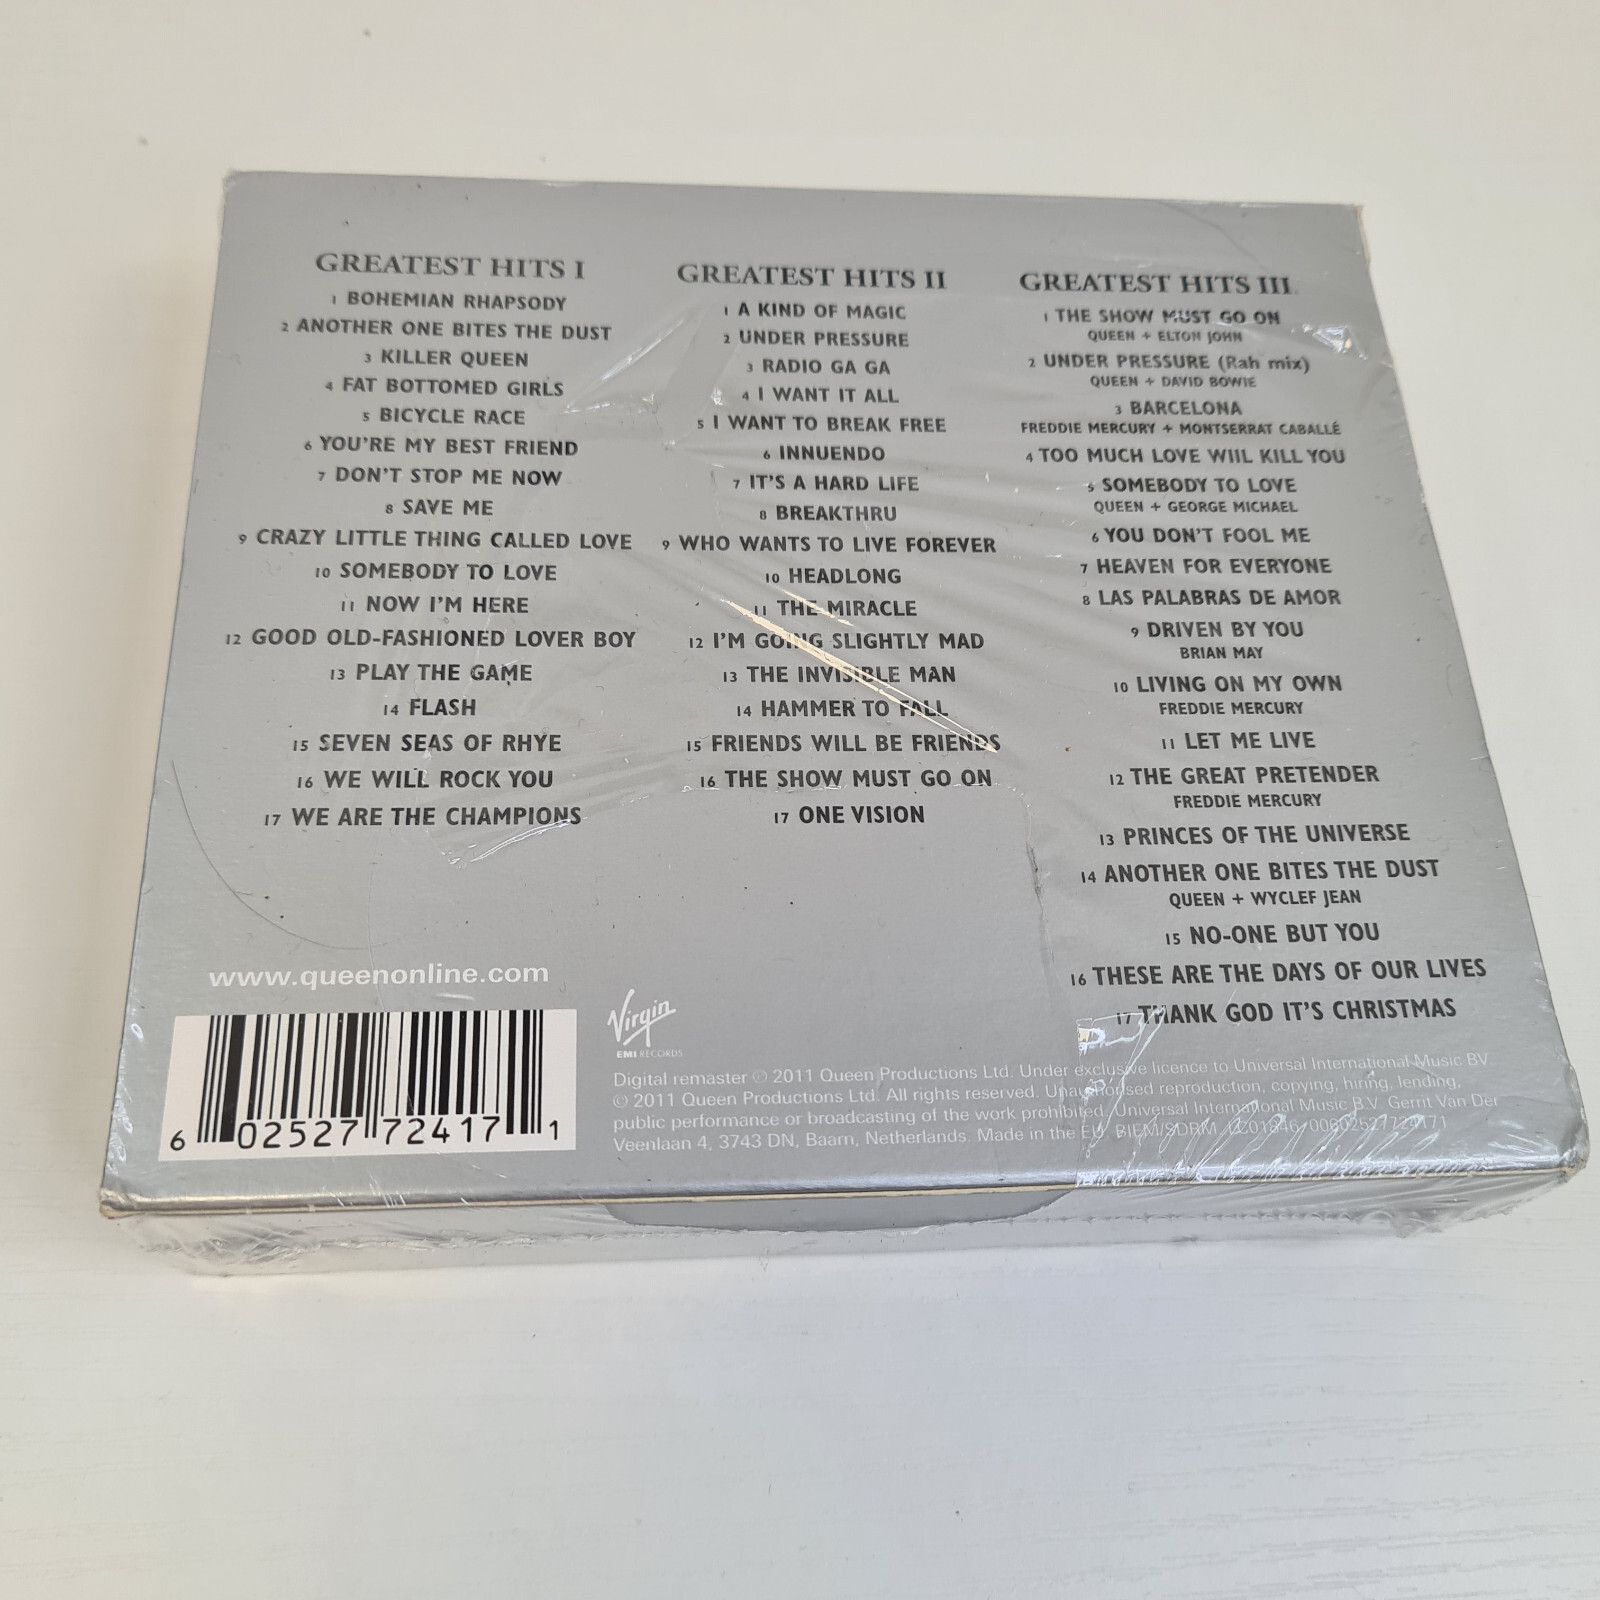 GREATEST HITS I
1 BOHEMIAN RHAPSODY
2 ANOTHER ONE BITES THE DUST
3 KILLER QUEEN
4 FAT BOTTOMED GIRLS
5 BICYCLE RACE
6 YOU'RE MY BEST FRIEND
7 DON'T STOP ME NOW
8 SAVE ME
9 CRAZY LITTLE THING CALLED LOVE
10 SOMEBODY TO LOVE
11 NOW I'M HERE
12 GOOD OLD-FASHIONED LOVER BOY
13 PLAY THE GAME
14 FLASH
15 SEVEN SEAS OF RHYE
16 WE WILL ROCK YOU
17 WE ARE THE CHAMPIONS
GREATEST HITS II
1 A KIND OF MAGIC
2 UNDER PRESSURE
3 RADIO GA GA
4 I WANT IT ALL
5 I WANT TO BREAK FREE
6 INNUENDO
7 IT'S A HARD LIFE
8 BREAKTHRU
9 WHO WANTS TO LIVE FOREVER
10 HEADLONG
11 THE MIRACLE
12 I'M GOING SLIGHTLY MAD
13 THE INVISIBLE MAN
14 HAMMER TO FALL
15 FRIENDS WILL BE FRIENDS
16 THE SHOW MUST GO ON
17 ONE VISION
GREATEST HITS III
1 THE SHOW MUST GO ON
QUEEN + ELTON JOHN
2 UNDER PRESSURE (Rah mix)
QUEEN + DAVID BOWIE
3 BARCELONA
FREDDIE MERCURY + MONTSERRAT CABALLÉ
4 TOO MUCH LOVE WIIL KILL YOU
5 SOMEBODY TO LOVE
QUEEN + GEORGE MICHAEL
6 YOU DON'T FOOL ME
7 HEAVEN FOR EVERYONE
8 LAS PALABRAS DE AMOR
9 DRIVEN BY YOU
BRIAN MAY
10 LIVING ON MY OWN
FREDDIE MERCURY
11 LET ME LIVE
12 THE GREAT PRETENDER
FREDDIE MERCURY
13 PRINCES OF THE UNIVERSE
14 ANOTHER ONE BITES THE DUST
QUEEN + WYCLEF JEAN
15 NO-ONE BUT YOU
16 THESE ARE THE DAYS OF OUR LIVES
17 THANK GOD IT'S CHRISTMAS
www.queenonline.com
6 02527 72417 1
Virgin
EMI RECORDS
Digital remaster ℗ 2011 Queen Productions Ltd. Under exclusive licence to Universal International Music BV
© 2011 Queen Productions Ltd. All rights reserved. Unauthorised reproduction, copying, hiring, lending,
public performance or broadcasting of the work prohibited. Universal International Music B.V. Gerrit Van Der
Veenlaan 4, 3743 DN, Baarn, Netherlands. Made in the EU. BIEM/SDRM LC01846 00602527724171